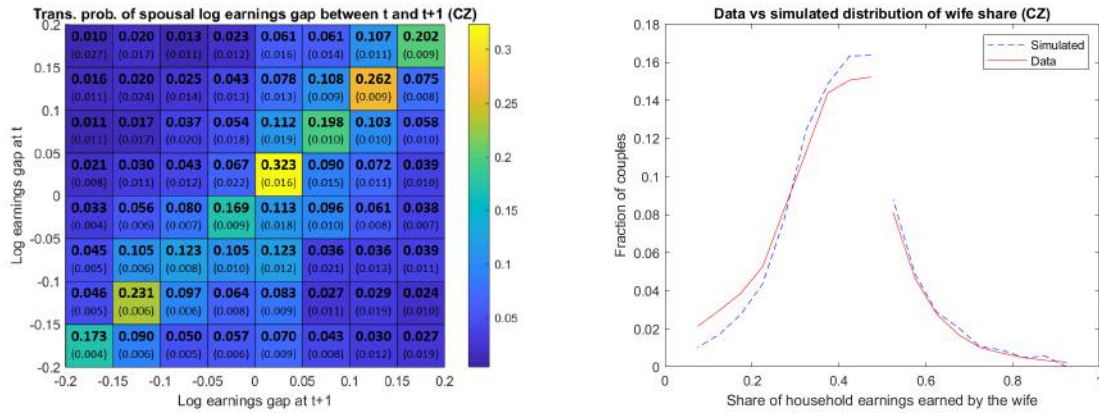 Trans. prob. of spousal log earnings gap between t and t+1 (CZ)
0.2
0.010 0.020 0.013 0.023 0.061 0.061 0.107 0.202
(0.027) (0.017) (0.011) (0.012) (0.016) (0.014) (0.011) (0.009)
0.15
0.016 0.020 0.025 0.043 0.078 0.108 0.262 0.075
(0.011) (0.024) (0.014) (0.013) (0.013) (0.009) (0.009) (0.008)
0.1
0.011 0.017 0.037 0.054 0.112 0.198 0.103 0.058
(0.011) (0.017) (0.020) (0.018) (0.019) (0.010) (0.010) (0.010)
0.05
0.021 0.030 0.043 0.067 0.323 0.090 0.072 0.039
(0.008) (0.011) (0.012) (0.022) (0.016) (0.015) (0.011) (0.010)
0
0.033 0.056 0.080 0.169 0.113 0.096 0.061 0.038
(0.004) (0.006) (0.007) (0.009) (0.018) (0.010) (0.008) (0.007)
-0.05
0.045 0.105 0.123 0.105 0.123 0.036 0.036 0.039
(0.005) (0.006) (0.008) (0.010) (0.012) (0.021) (0.013) (0.011)
-0.1
0.046 0.231 0.097 0.064 0.083 0.027 0.029 0.024
(0.005) (0.006) (0.006) (0.008) (0.009) (0.011) (0.019) (0.010)
-0.15
0.173 0.090 0.050 0.057 0.070 0.043 0.030 0.027
(0.004) (0.006) (0.005) (0.006) (0.009) (0.008) (0.012) (0.019)
-0.2
-0.2 -0.15 -0.1 -0.05 0 0.05 0.1 0.15 0.2
Log earnings gap at t+1
Log earnings gap at t
0.3
0.25
0.2
0.15
0.1
0.05
Data vs simulated distribution of wife share (CZ)
Simulated
Data
0.18
0.16
0.14
0.12
0.1
0.08
0.06
0.04
0.02
0
0 0.2 0.4 0.6 0.8 1
Share of household earnings earned by the wife
Fraction of couples